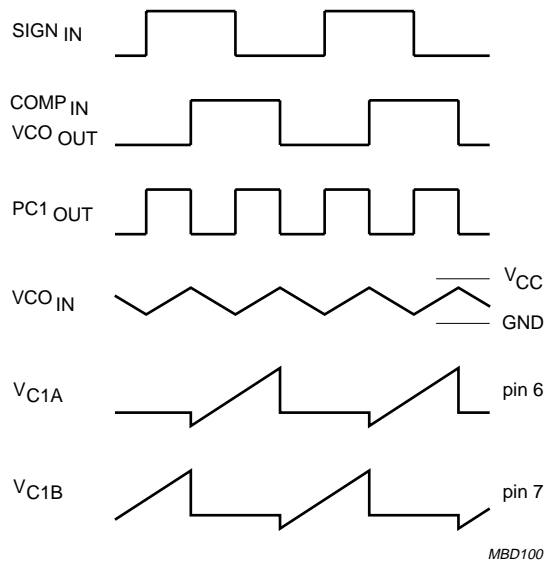 SIGN IN
COMP IN
VCO OUT
PC1 OUT
VCO IN
VCC
GND
VC1A
pin 6
VC1B
pin 7
MBD100